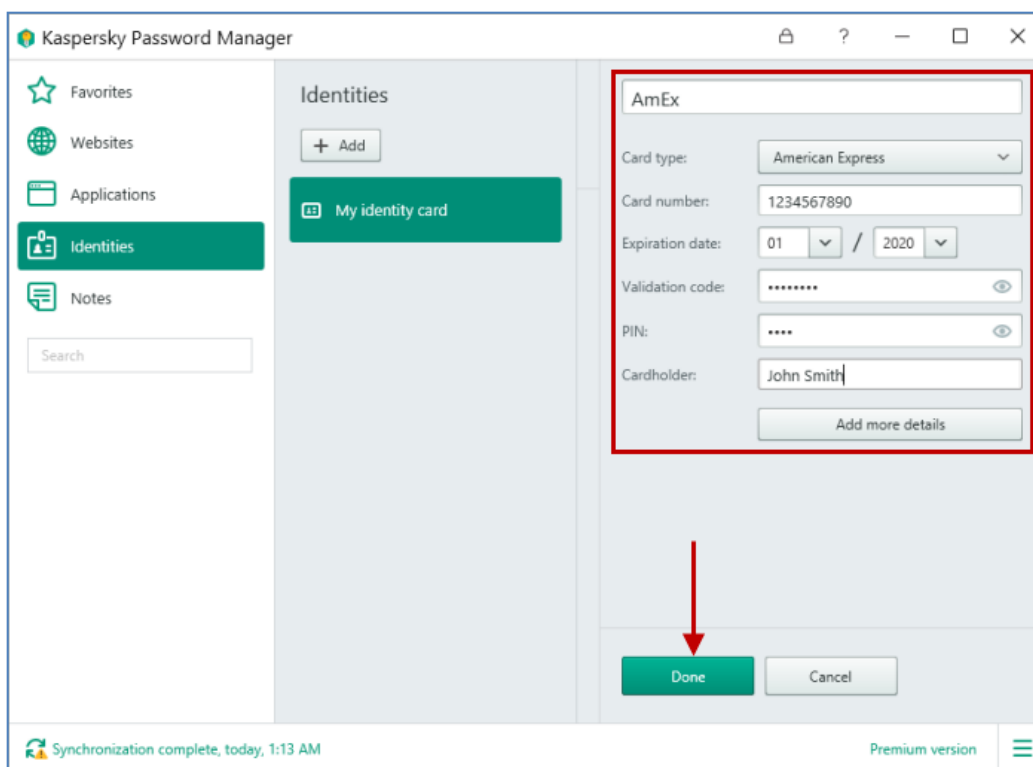 Kaspersky Password Manager
?
Favorites
Websites
Applications
Identities
Notes
Search
Identities
+ Add
My identity card
AmEx
Card type: American Express
Card number: 1234567890
Expiration date: 01 / 2020
Validation code: ••••••••
PIN: ••••
Cardholder: John Smith
Add more details
Done Cancel
Synchronization complete, today, 1:13 AM Premium version